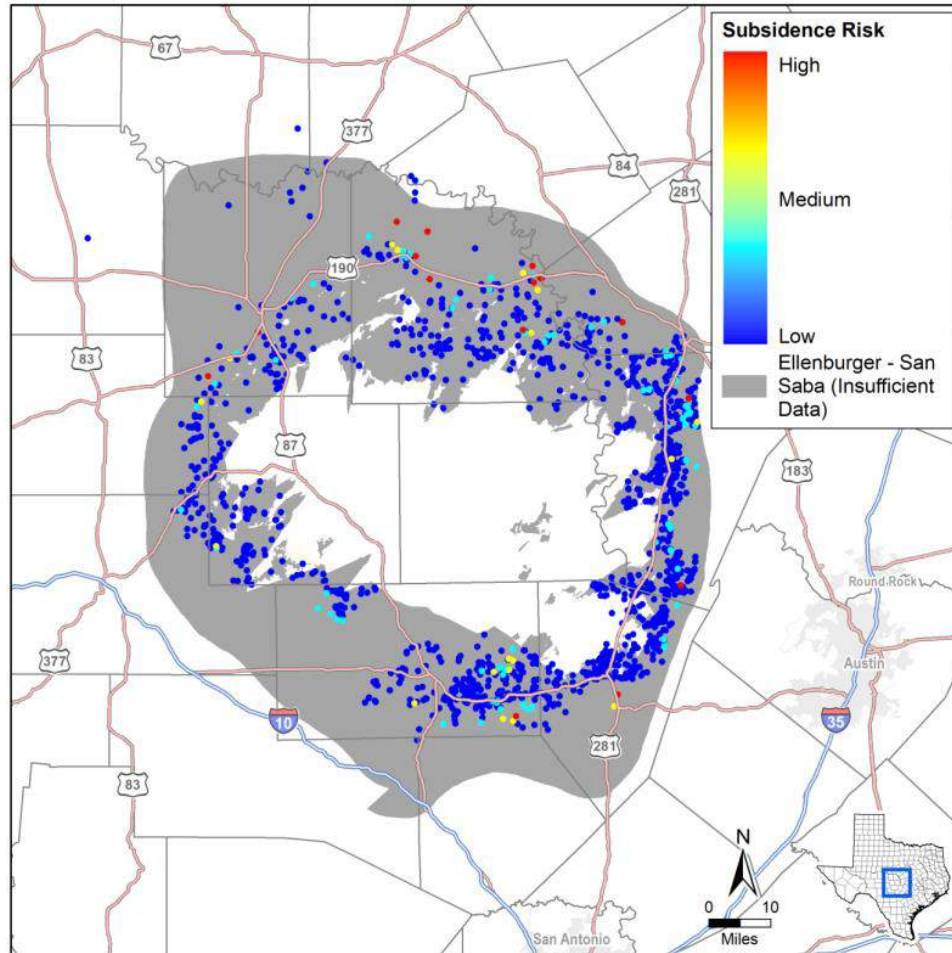 Subsidence Risk
High
Medium
Low
Ellenburger - San
Saba (Insufficient
Data)
67
377
84
281
190
83
87
183
Round Rock
Austin
377
10
35
281
83
N
0 10
Miles
San Antonio